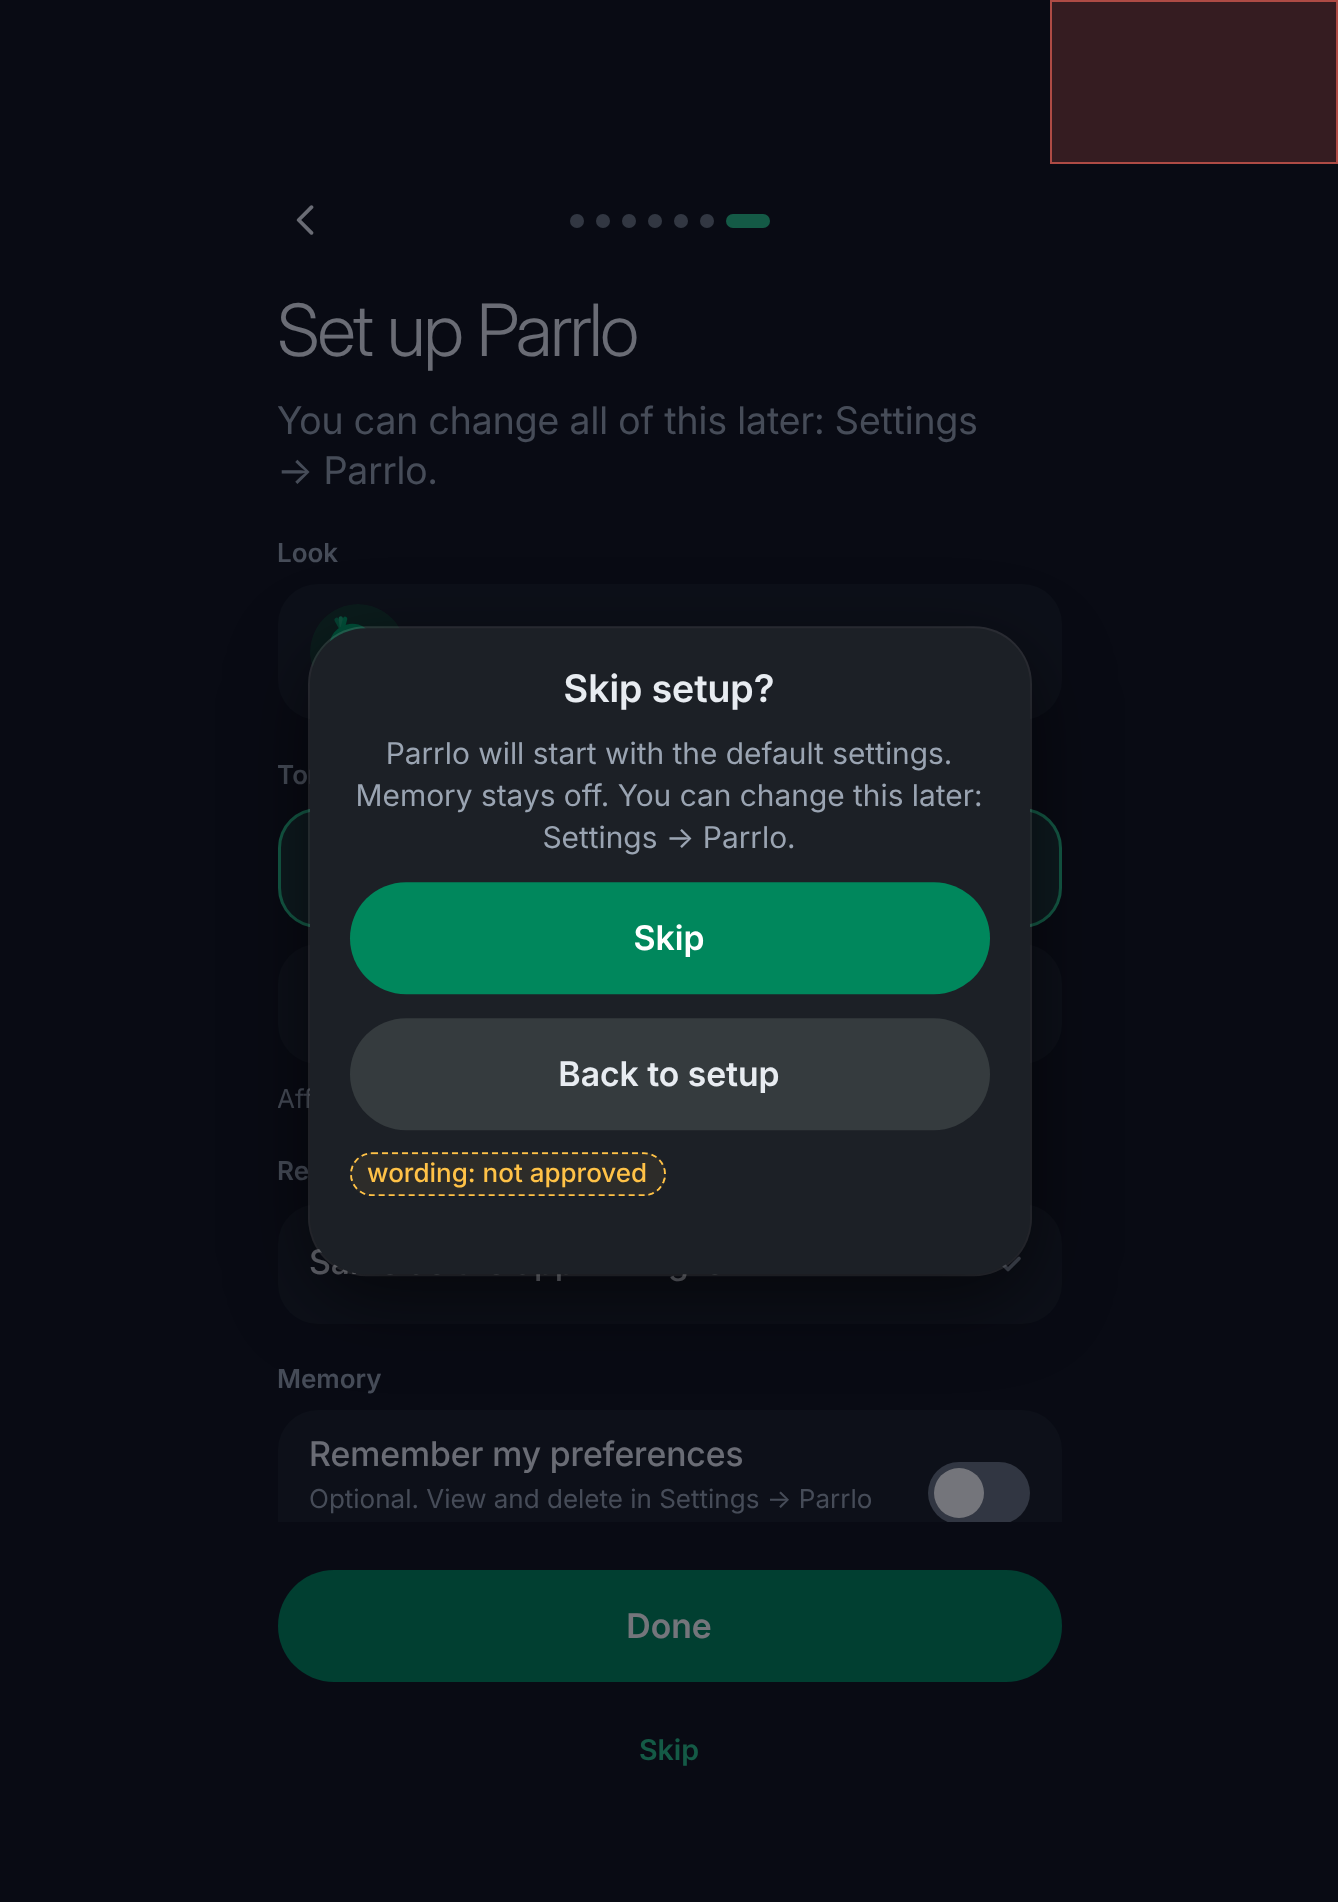 Set up Parrlo
You can change all of this later: Settings
→ Parrlo.
Look
Skip setup?
Parrlo will start with the default settings.
Memory stays off. You can change this later:
Settings → Parrlo.
Skip
Back to setup
wording: not approved
Memory
Remember my preferences
Optional. View and delete in Settings → Parrlo
Done
Skip